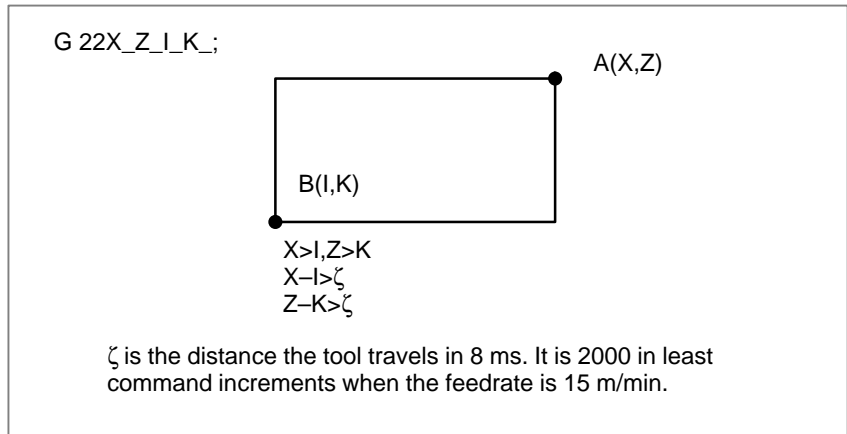 G 22X_Z_I_K_;
A(X,Z)
B(I,K)
X>I,Z>K
X–I>ζ
Z–K>ζ
ζ is the distance the tool travels in 8 ms. It is 2000 in least
command increments when the feedrate is 15 m/min.